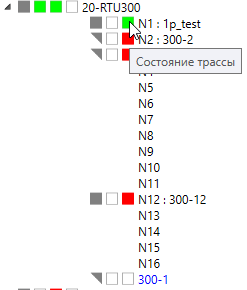 20-RTU300
N1 : 1p_test
N2 : 300-2
Состояние трассы
N5
N6
N7
N8
N9
N10
N11
N12 : 300-12
N13
N14
N15
N16
300-1